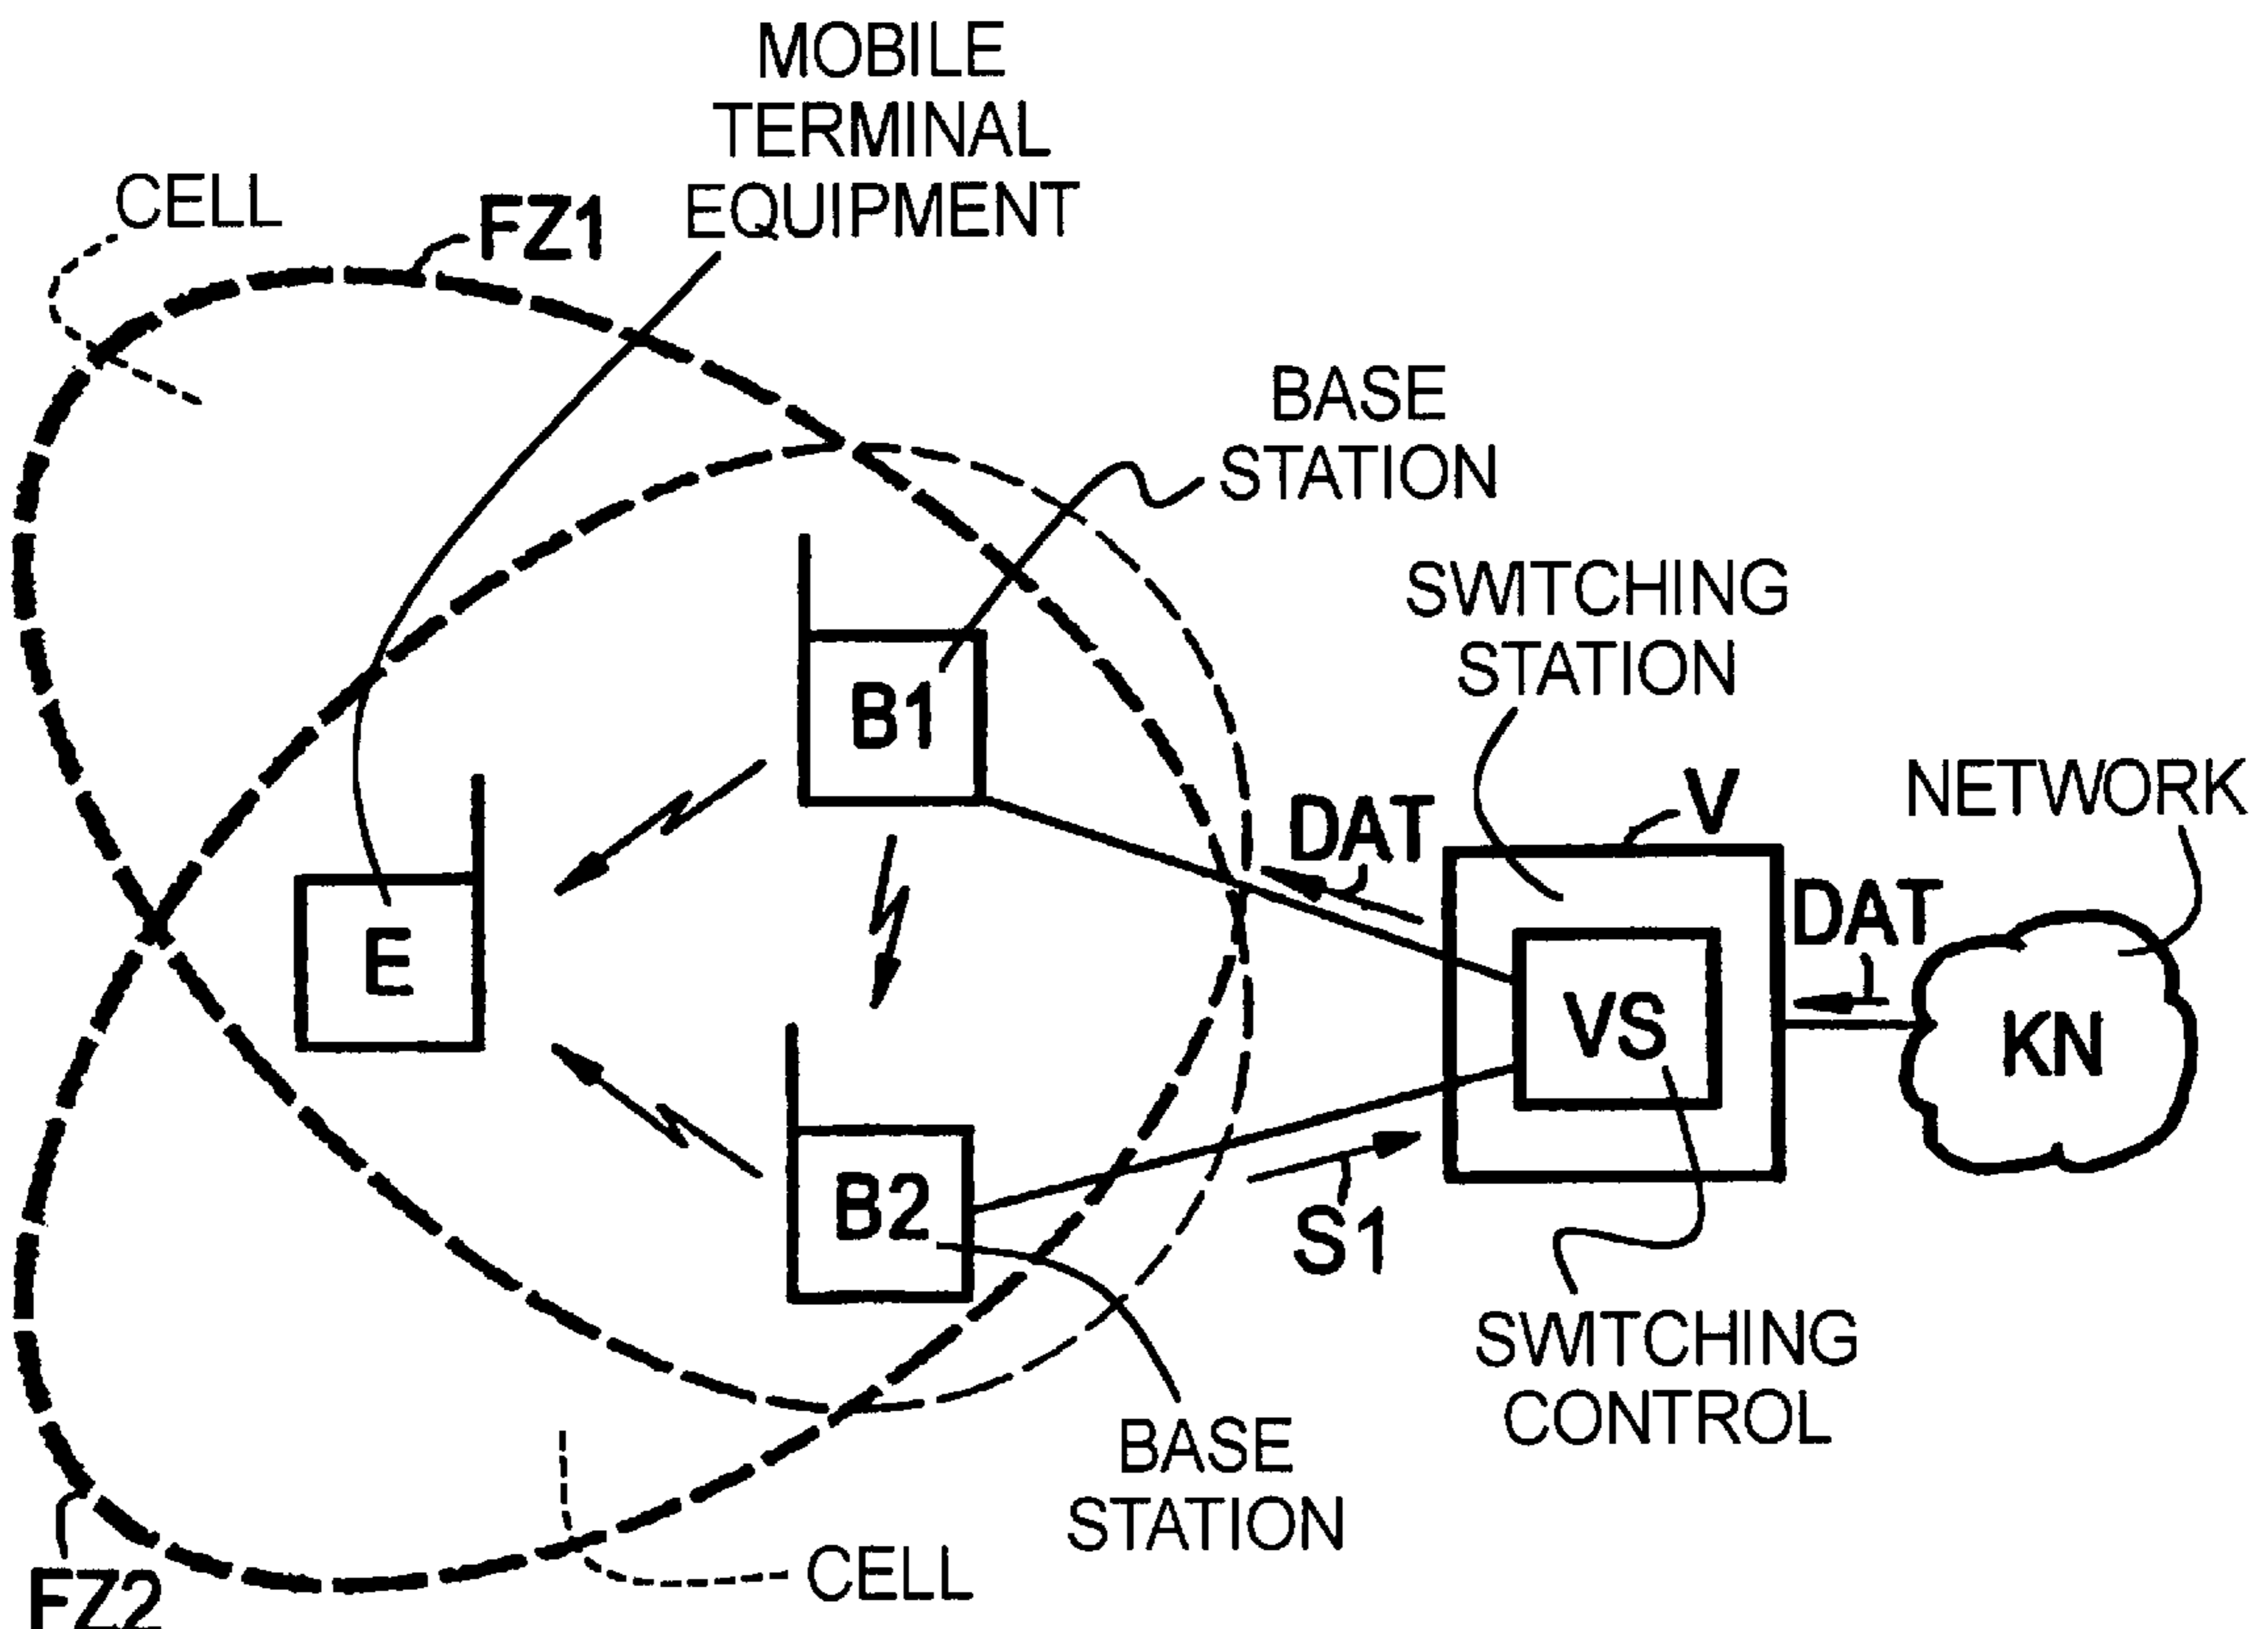 MOBILE
TERMINAL
EQUIPMENT
CELL
FZ1
BASE
STATION
SWITCHING
STATION
B1
V
NETWORK
DAT
DAT
E
VS
KN
B2
S1
SWITCHING
CONTROL
BASE
STATION
CELL
FZ2